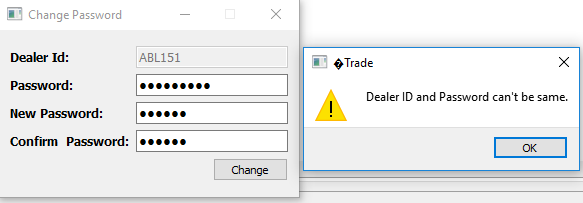 Change Password
Dealer Id:
ABL151
Password:
●●●●●●●●●
New Password:
●●●●●●
Confirm Password:
●●●●●●
Change
�Trade
Dealer ID and Password can't be same.
OK